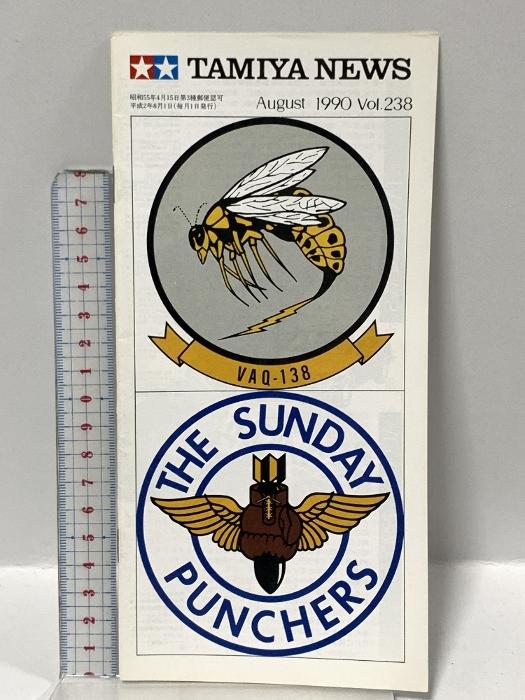 TAMIYA NEWS
昭和55年4月15日第3種郵便認可
平成2年8月1日(毎月1日発行)
August 1990 Vol.238
VAQ-138
THE SUNDAY
PUNCHERS